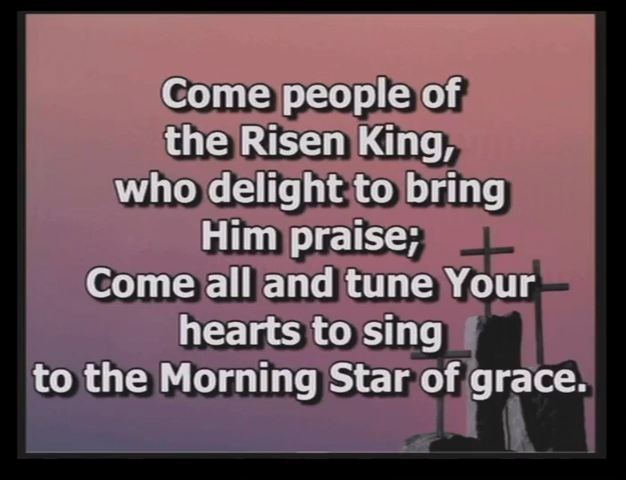 Come people of
the Risen King,
who delight to bring
Him praise;
Come all and tune Your
hearts to sing
to the Morning Star of grace.